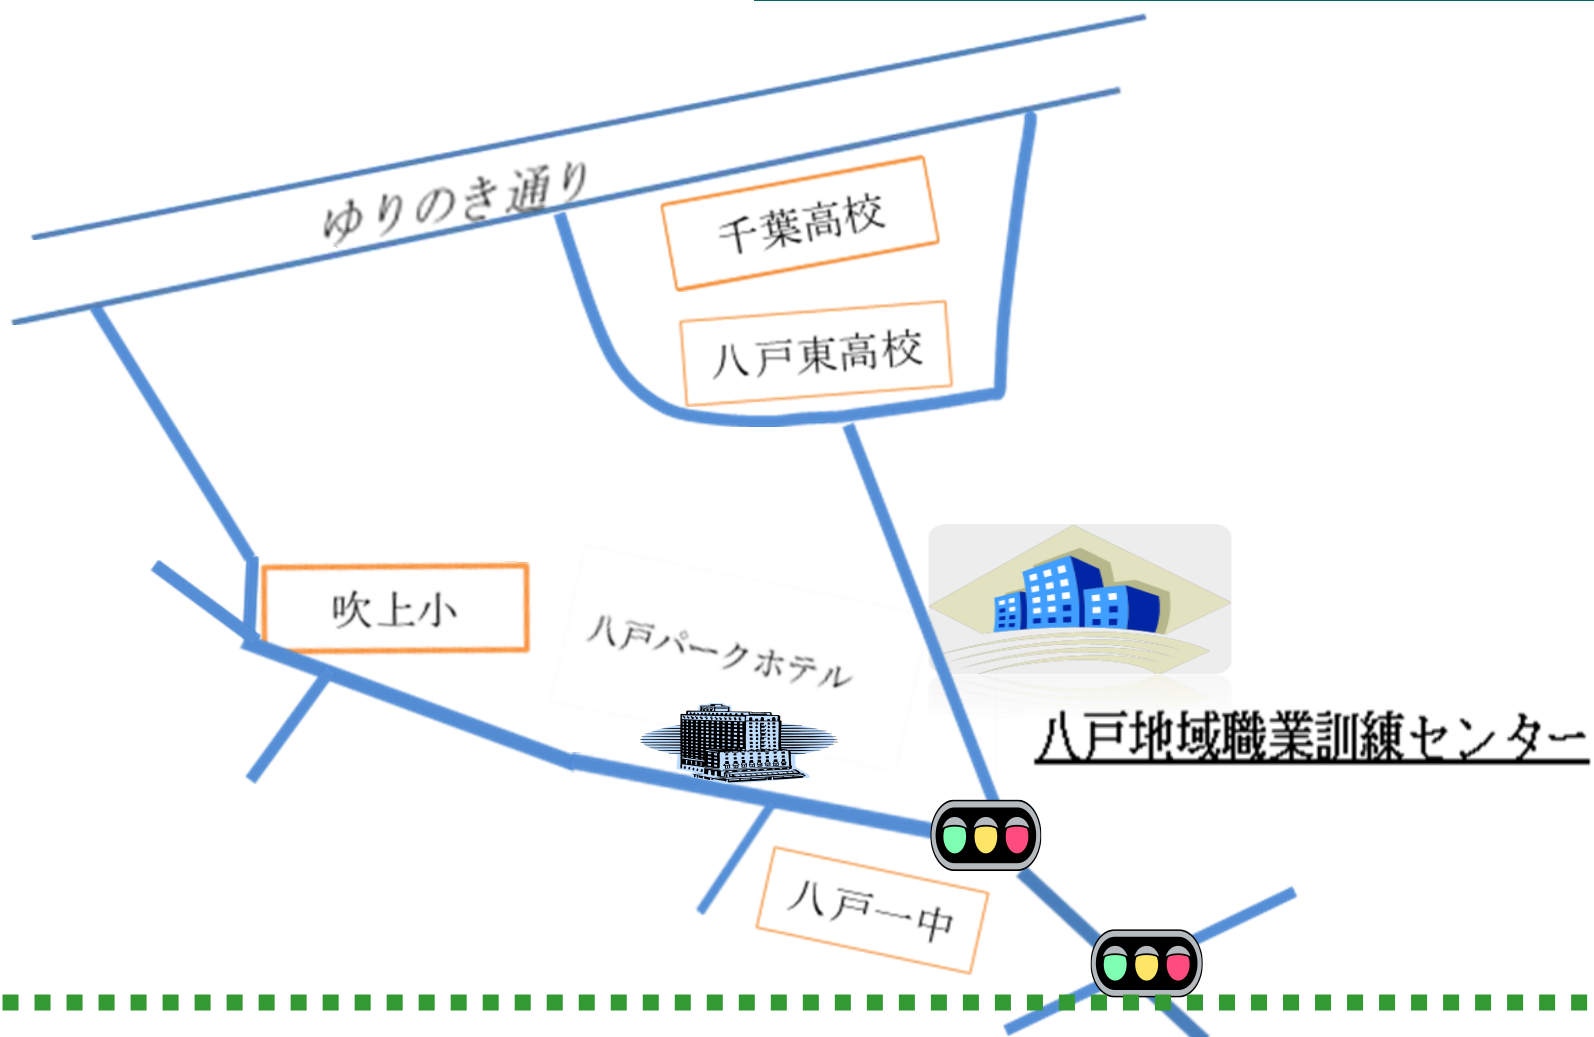 ゆりのき通り
千葉高校
八戸東高校
吹上小
八戸パークホテル
八戸地域職業訓練センター
八戸一中